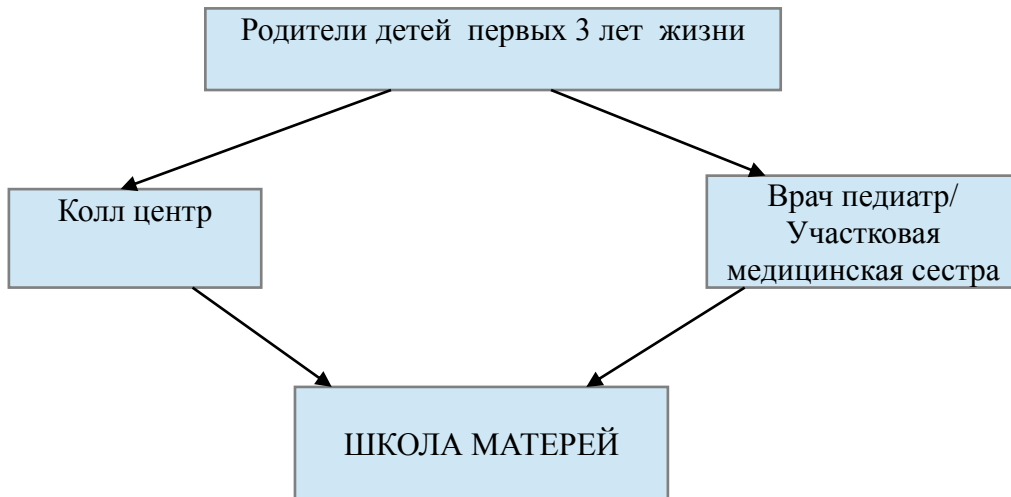 Родители детей  первых 3 лет  жизни
Колл центр
Врач педиатр/
Участковая
медицинская сестра
ШКОЛА МАТЕРЕЙ